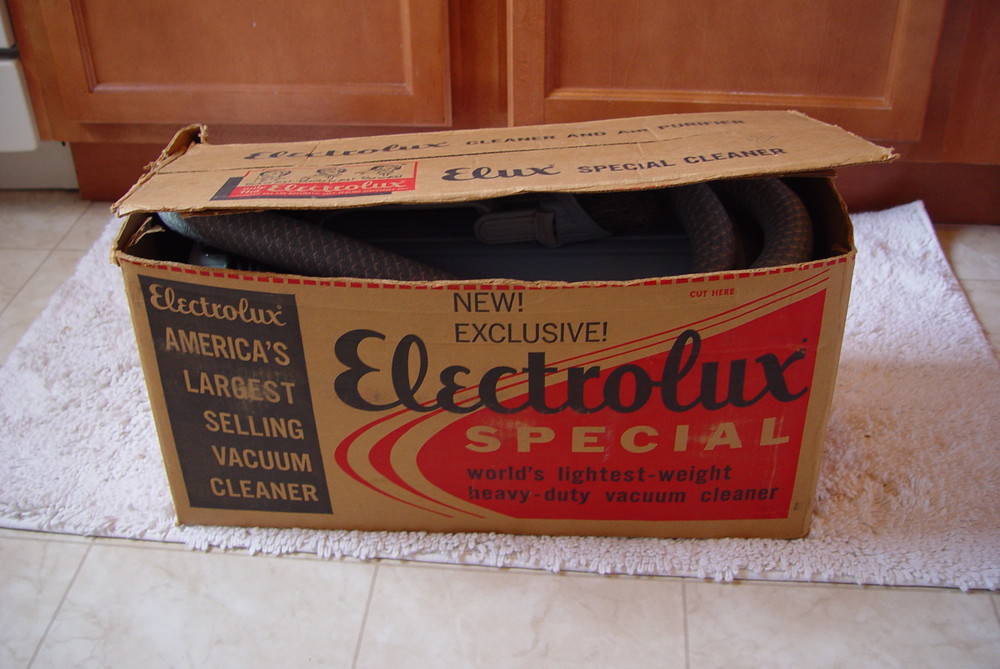 Electrolux CLEANER AND AIR PURIFIER
Electrolux
Elux SPECIAL CLEANER
Electrolux
AMERICA'S
LARGEST
SELLING
VACUUM
CLEANER
CUT HERE
NEW!
EXCLUSIVE!
Electrolux
SPECIAL
world's lightest-weight
heavy-duty vacuum cleaner